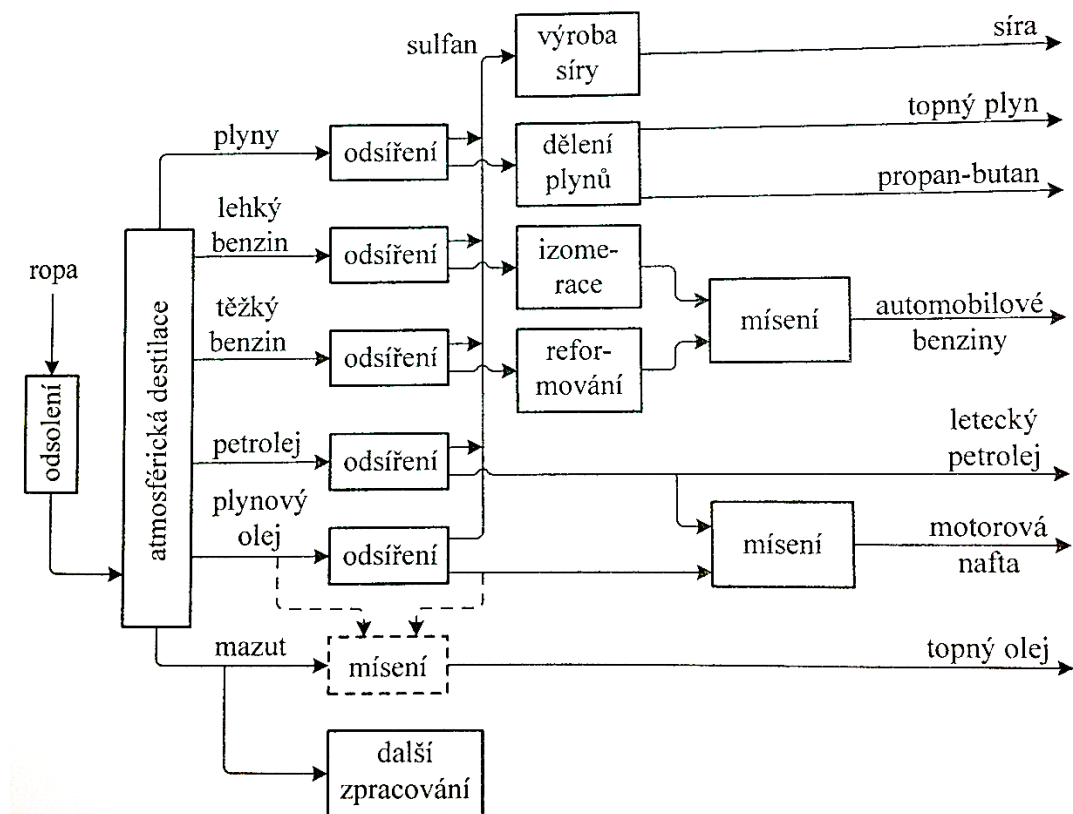 sulfan
výroba
síry
síra
plyny
odsíření
dělení
plynů
topný plyn
propan-butan
lehký
benzin
odsíření
izome-
race
ropa
těžký
benzin
odsíření
refor-
mování
mísení
automobilové
benziny
odsolení
atmosférická destilace
petrolej
odsíření
letecký
petrolej
plynový
olej
odsíření
mísení
motorová
nafta
mazut
mísení
topný olej
další
zpracování